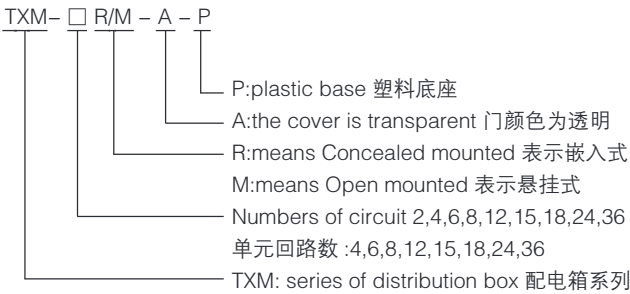 TXM– □ R/M – A – P
P:plastic base 塑料底座
A:the cover is transparent 门颜色为透明
R:means Concealed mounted 表示嵌入式
M:means Open mounted 表示悬挂式
Numbers of circuit 2,4,6,8,12,15,18,24,36
单元回路数 :4,6,8,12,15,18,24,36
TXM: series of distribution box 配电箱系列